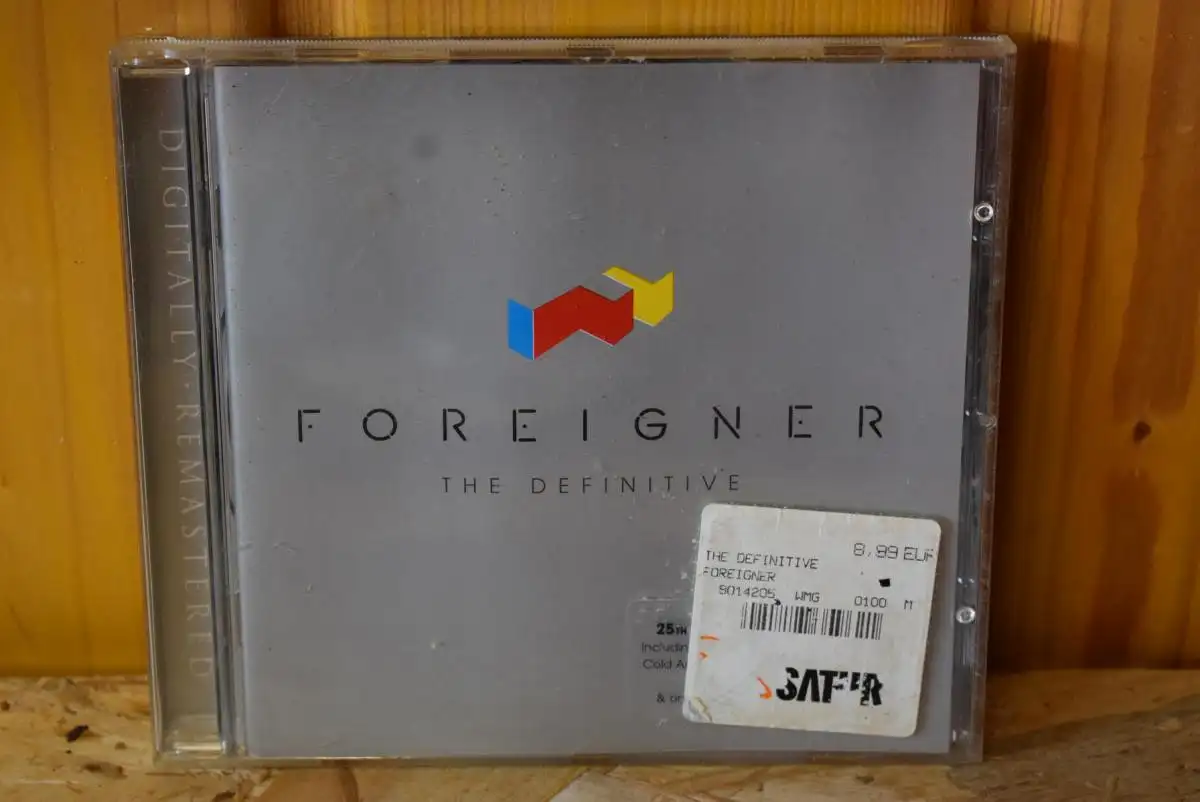 DIGITALLY · REMASTERED
FOREIGNER
THE DEFINITIVE
8,99 EUR
THE DEFINITIVE
FOREIGNER
9014205 WMG 0100 M
25TH
Cold A
&